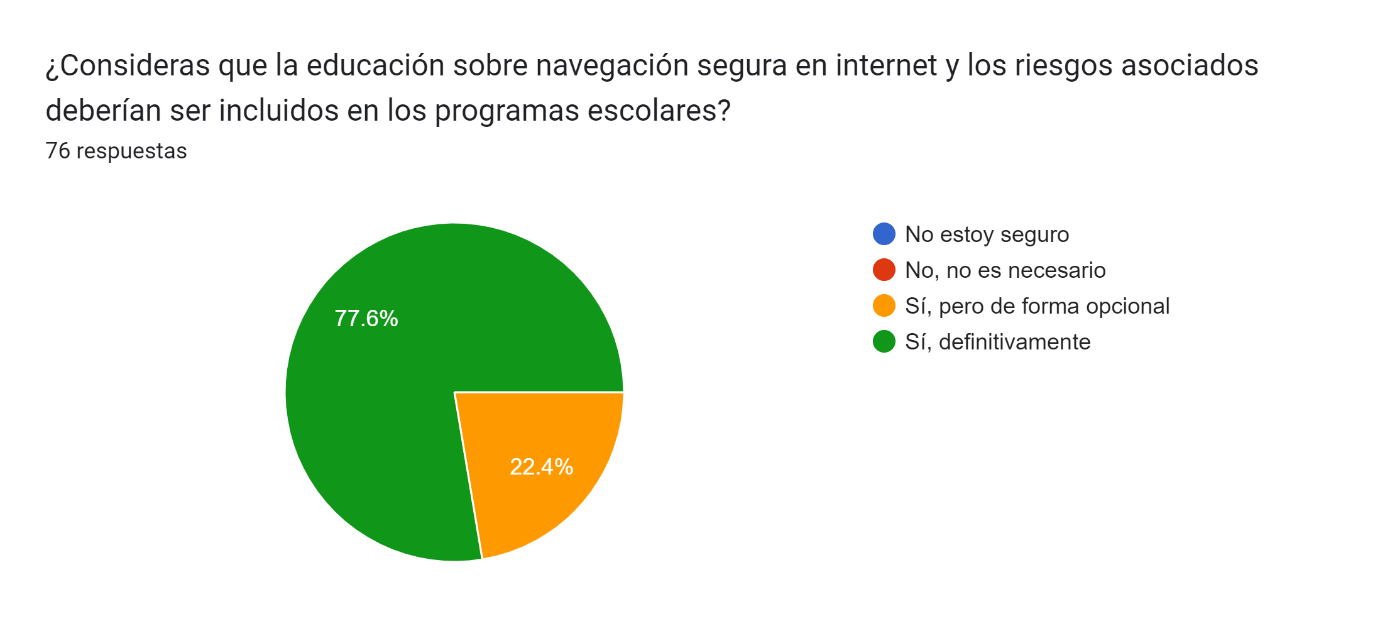 ¿Consideras que la educación sobre navegación segura en internet y los riesgos asociados
deberían ser incluidos en los programas escolares?
76 respuestas
77.6%
22.4%
No estoy seguro
No, no es necesario
Sí, pero de forma opcional
Sí, definitivamente